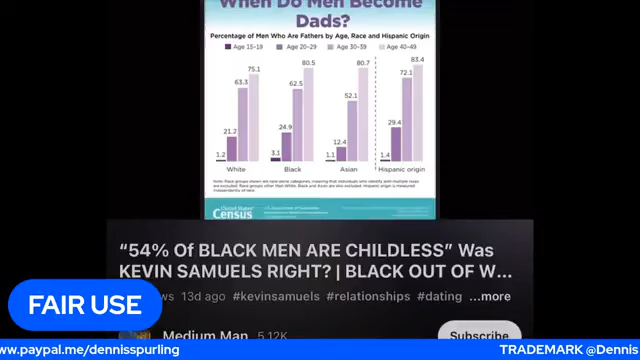 When Do Men Become
Dads?
Percentage of Men Who Are Fathers by Age, Race and Hispanic Origin
Age 15-19 Age 20-29 Age 30-39 Age 40-49
1.2 21.2 63.3 75.1
3.1 24.9 62.5 80.5
1.1 12.4 52.1 80.7
1.4 29.4 72.1 83.4
White Black Asian Hispanic origin
United States
Census
“54% Of BLACK MEN ARE CHILDLESS” Was
KEVIN SAMUELS RIGHT? | BLACK OUT OF W...
13d ago #kevinsamuels #relationships #dating ...more
FAIR USE
Medium Man 5.12K
Subscribe
www.paypal.me/dennisspurling TRADEMARK @Dennis